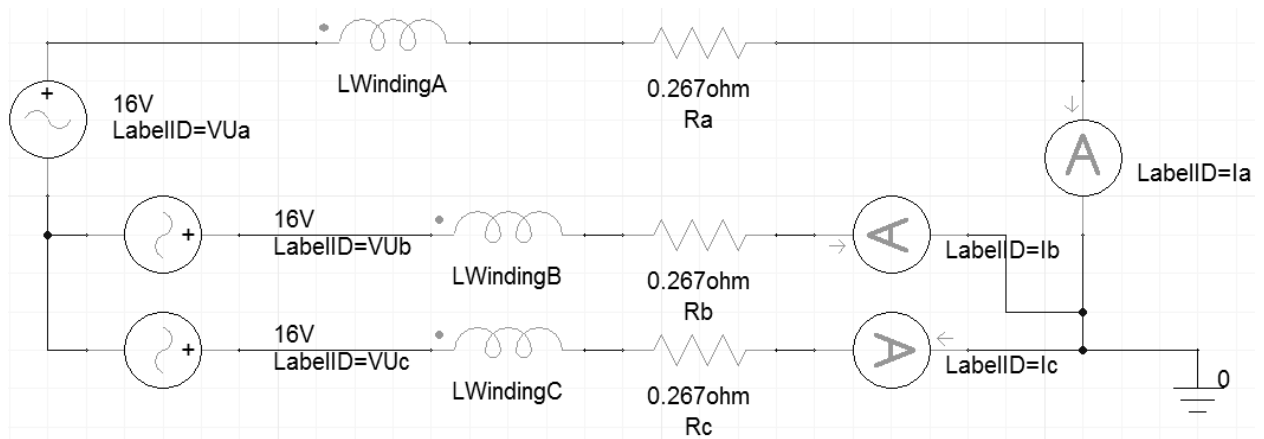 LWindingA
0.267ohm
Ra
+
16V
LabelID=VUa
A
LabelID=Ia
+
16V
LabelID=VUb
LWindingB
0.267ohm
Rb
A
LabelID=Ib
+
16V
LabelID=VUc
LWindingC
0.267ohm
Rc
A
LabelID=Ic
0